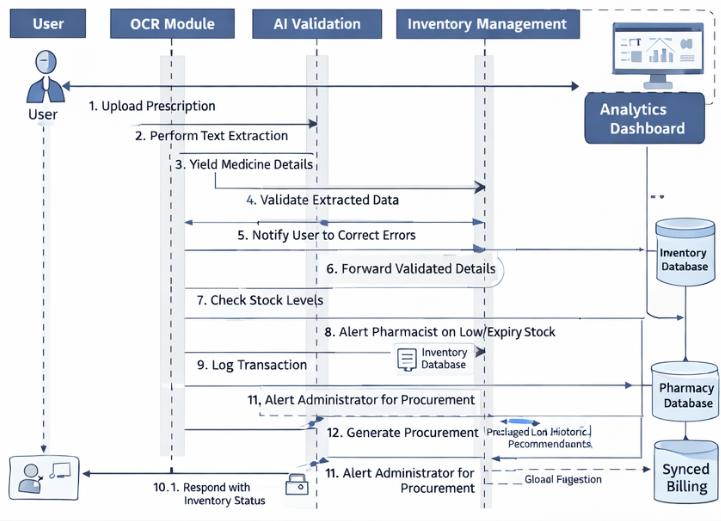 User
OCR Module
AI Validation
Inventory Management
Analytics
Dashboard
User
1. Upload Prescription
2. Perform Text Extraction
3. Yield Medicine Details
4. Validate Extracted Data
5. Notify User to Correct Errors
Inventory
Database
6. Forward Validated Details
7. Check Stock Levels
8. Alert Pharmacist on Low/Expiry Stock
9. Log Transaction
Inventory
Database
Pharmacy
Database
11. Alert Administrator for Procurement
12. Generate Procurement
11. Alert Administrator for
Procurement
10.1. Respond with
Inventory Status
Synced
Billing